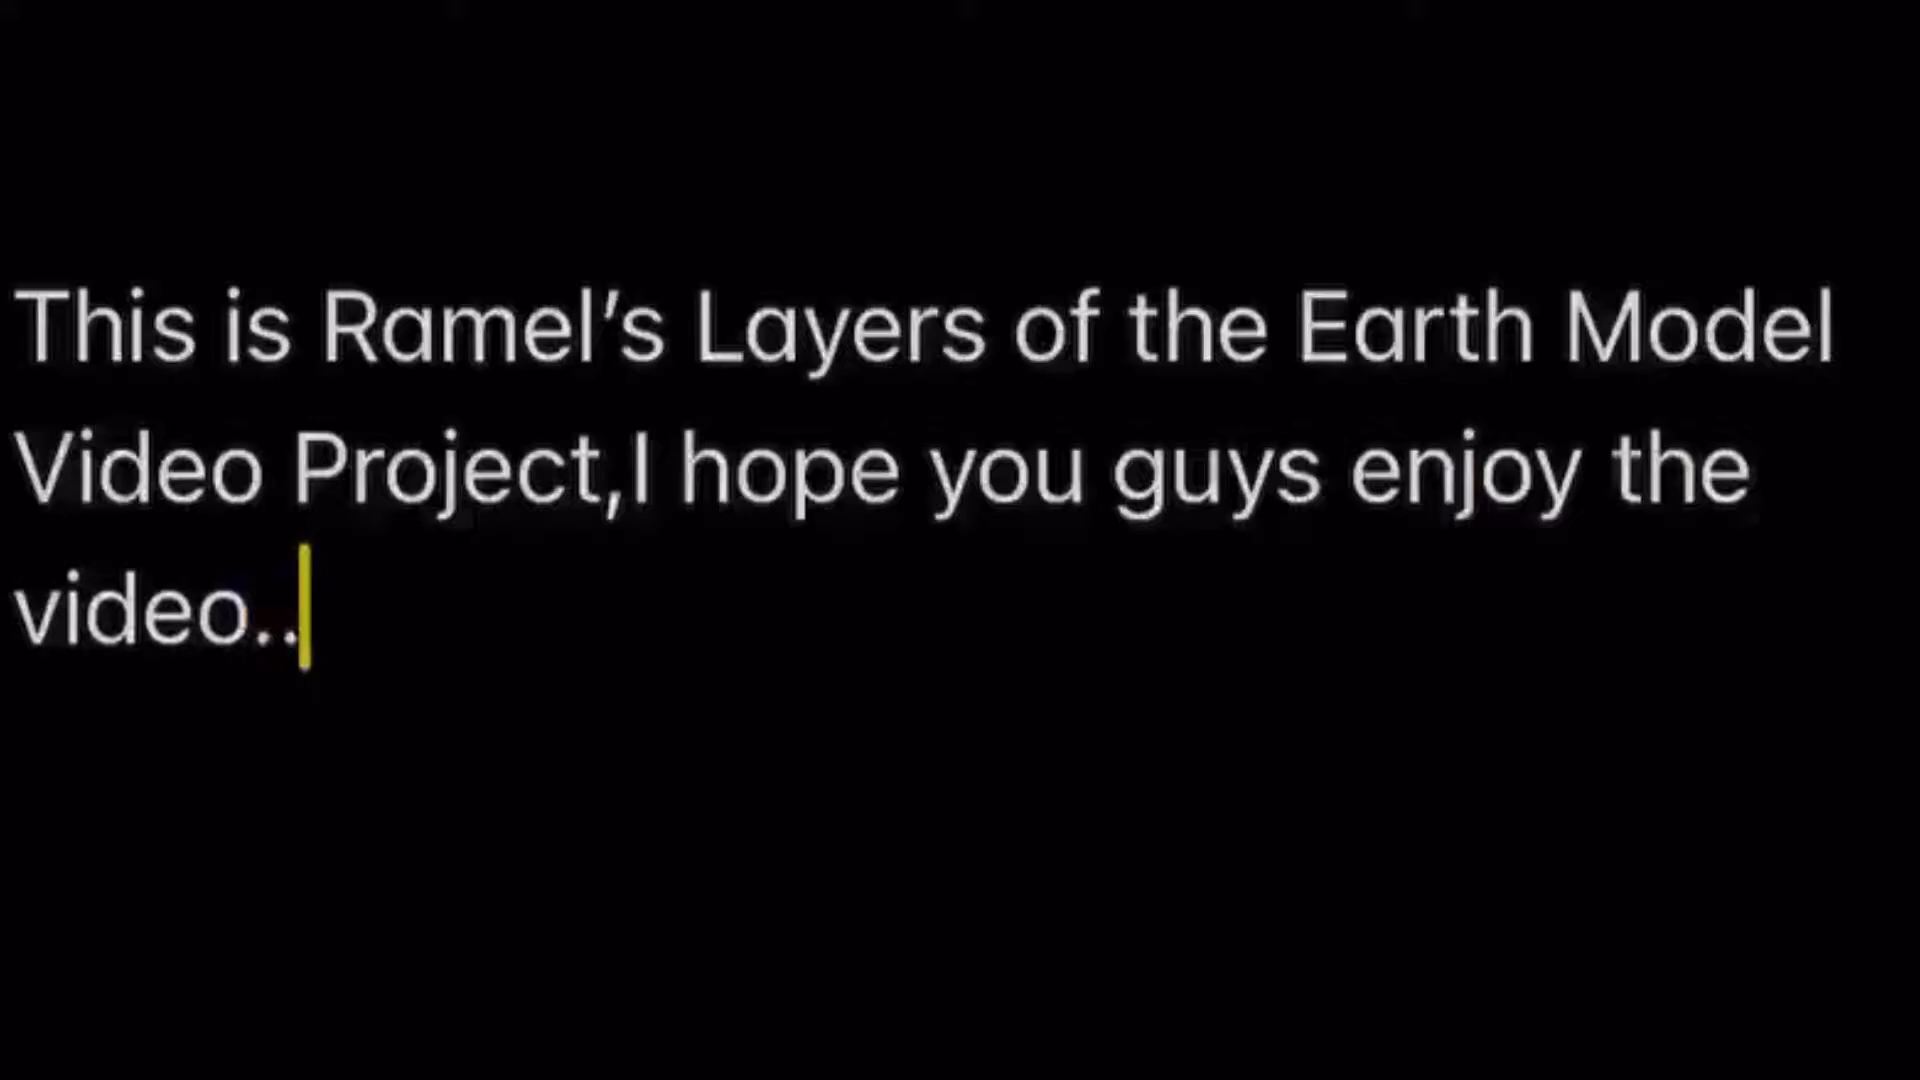 This is Ramel’s Layers of the Earth Model
Video Project,I hope you guys enjoy the
video..